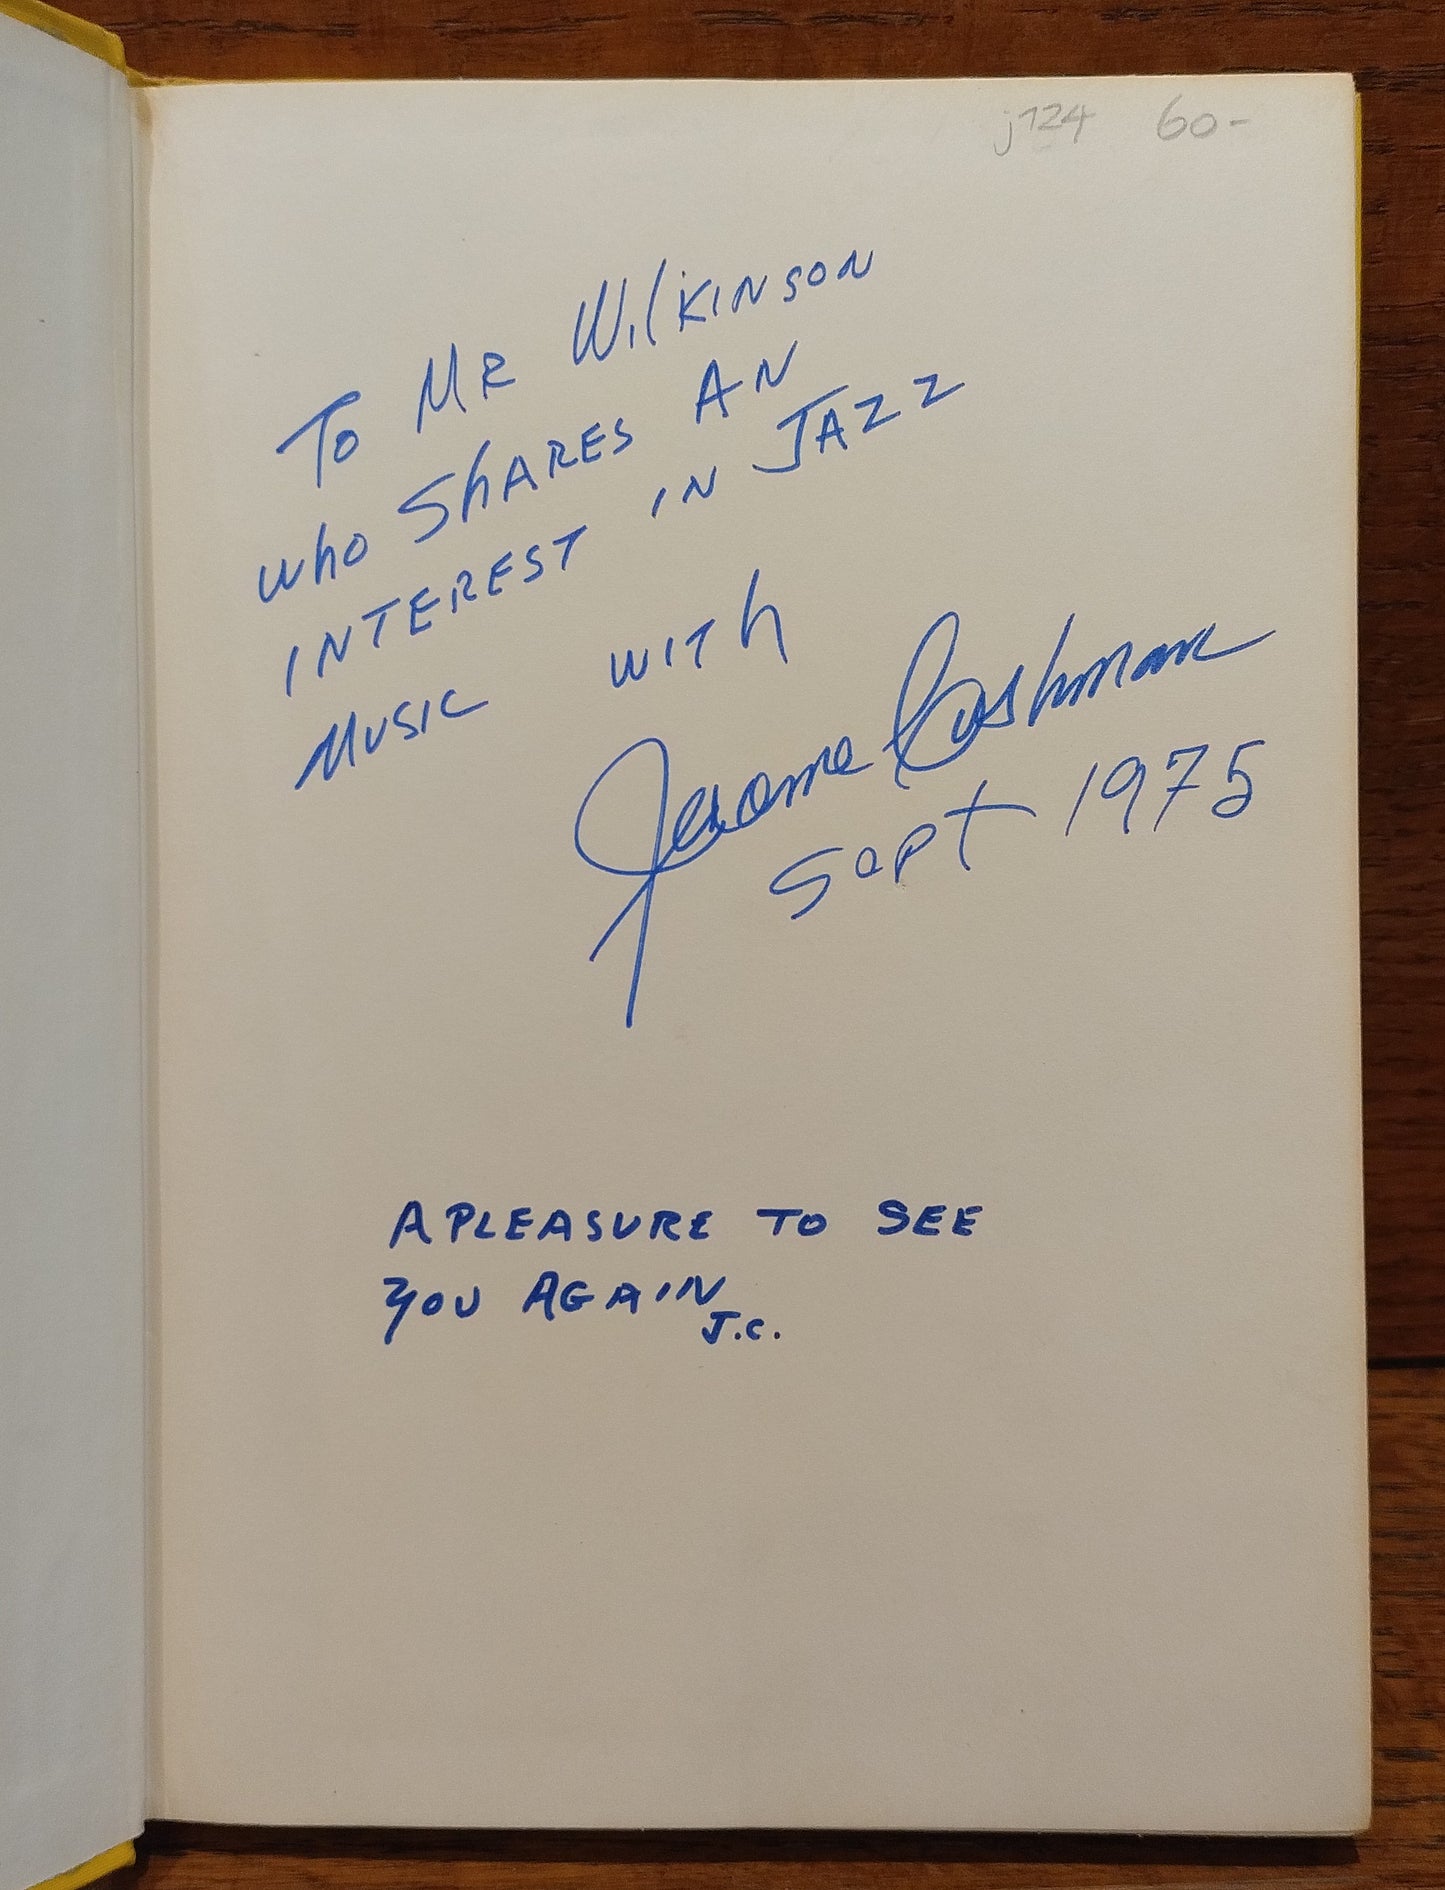 j724 60-
To MR WilKINSON
who ShARES AN
INTEREST IN JAZZ
MUSIC WITh
Jerome Cushman
Sept 1975
A PLEASURE TO SEE
YOU AGAIN
J.C.